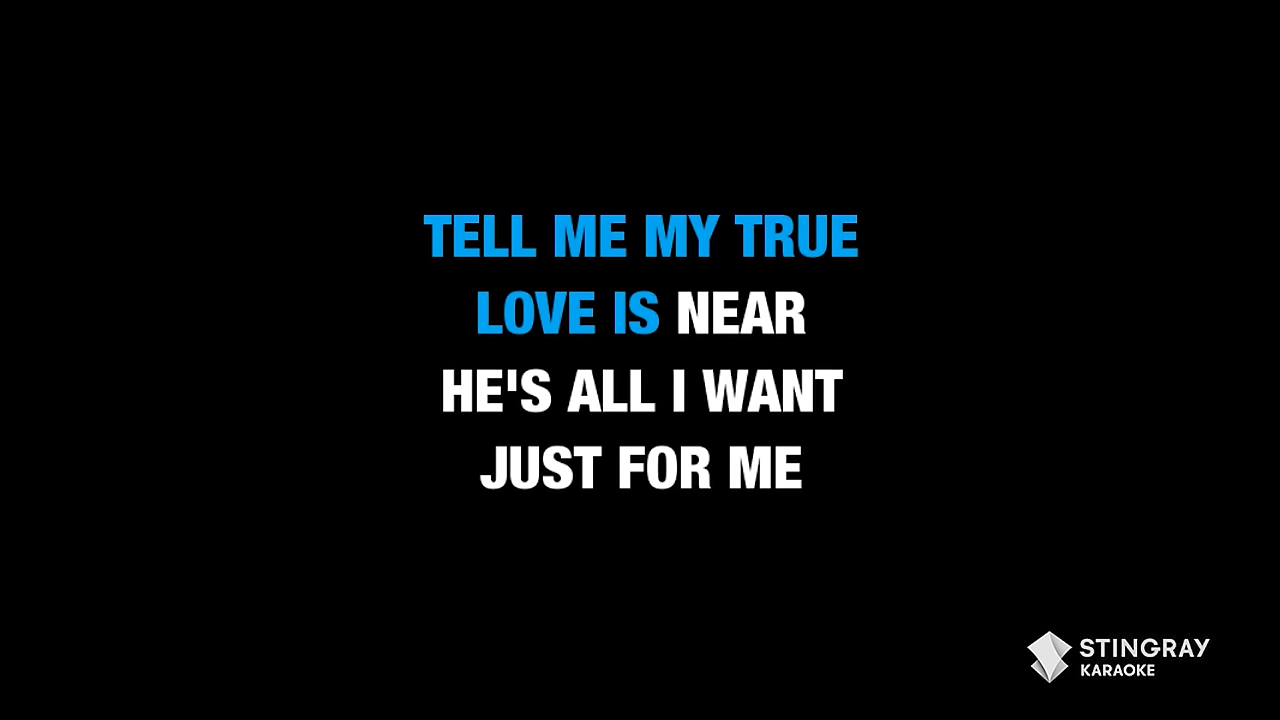 TELL ME MY TRUE
LOVE IS NEAR
HE'S ALL I WANT
JUST FOR ME
STINGRAY
KARAOKE